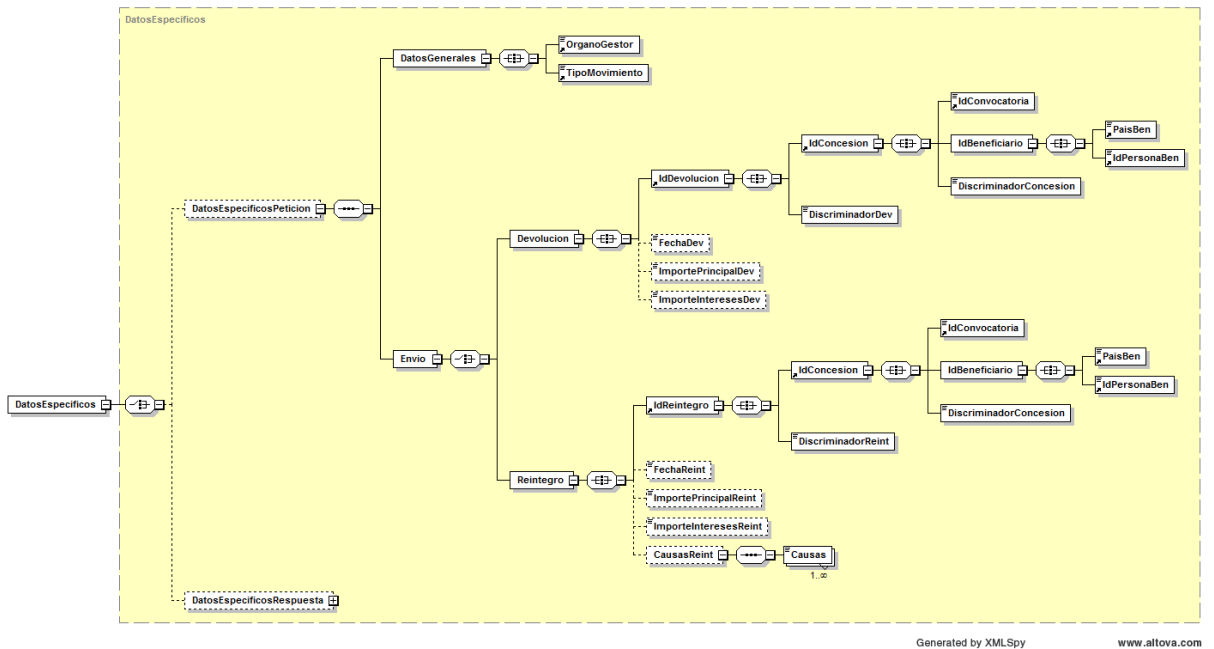 DatosEspecificos
OrganoGestor
DatosGenerales
TipoMovimiento
IdConvocatoria
PaisBen
IdConcesion
IdBeneficiario
IdPersonaBen
IdDevolucion
DiscriminadorConcesion
DatosEspecificosPeticion
DiscriminadorDev
Devolucion
FechaDev
ImportePrincipalDev
ImporteInteresesDev
IdConvocatoria
PaisBen
Envio
IdConcesion
IdBeneficiario
IdPersonaBen
DatosEspecificos
IdReintegro
DiscriminadorConcesion
DiscriminadorReint
FechaReint
Reintegro
ImportePrincipalReint
ImporteInteresesReint
CausasReint
Causas
1..∞
DatosEspecificosRespuesta
Generated by XMLSpy
www.altova.com